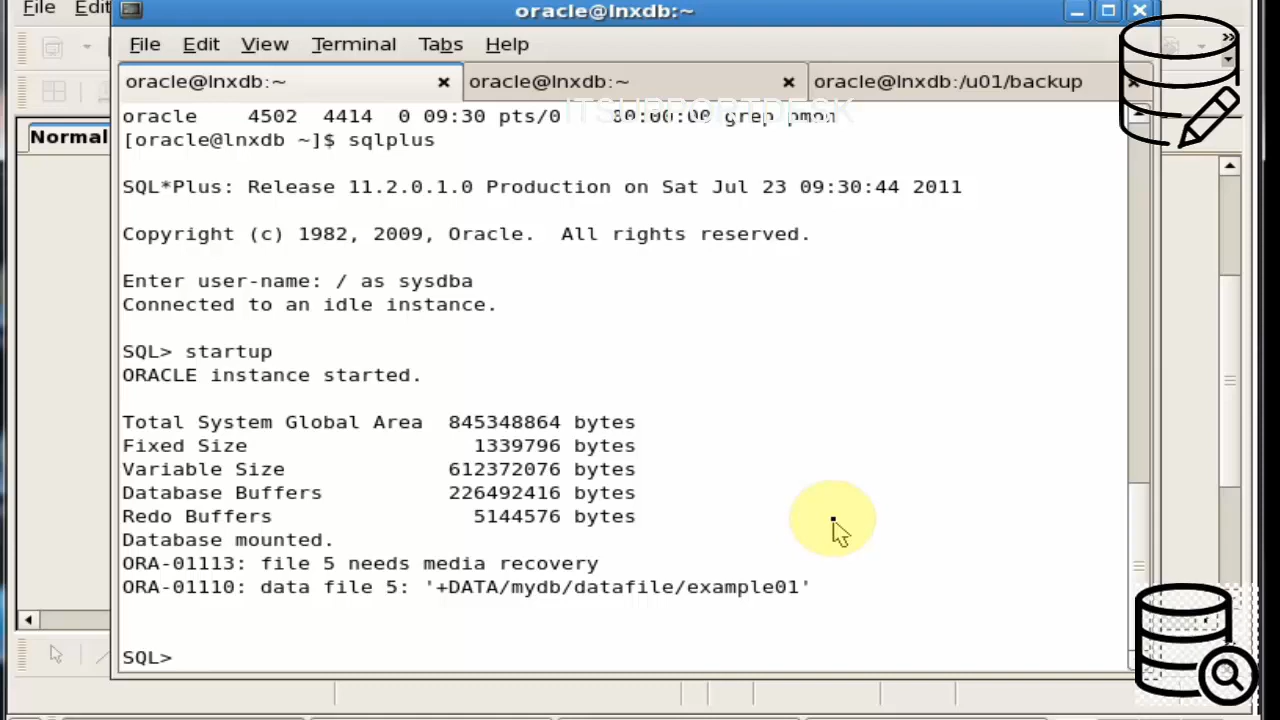 File Edit
oracle@lnxdb:~
File Edit View Terminal Tabs Help
oracle@lnxdb:~ oracle@lnxdb:~ oracle@lnxdb:/u01/backup
ITSUPPORTDESK
oracle 4502 4414 0 09:30 pts/0 00:00:00 grep pmon
Normal
[oracle@lnxdb ~]$ sqlplus
SQL*Plus: Release 11.2.0.1.0 Production on Sat Jul 23 09:30:44 2011
Copyright (c) 1982, 2009, Oracle. All rights reserved.
Enter user-name: / as sysdba
Connected to an idle instance.
SQL> startup
ORACLE instance started.
Total System Global Area 845348864 bytes
Fixed Size 1339796 bytes
Variable Size 612372076 bytes
Database Buffers 226492416 bytes
Redo Buffers 5144576 bytes
Database mounted.
ORA-01113: file 5 needs media recovery
ORA-01110: data file 5: '+DATA/mydb/datafile/example01'
SQL>